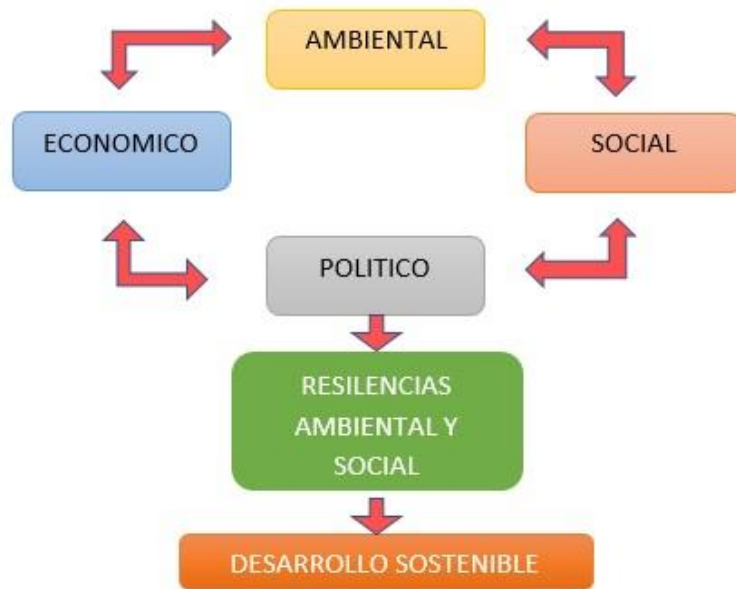 AMBIENTAL
ECONOMICO
SOCIAL
POLITICO
RESILENCIAS
AMBIENTAL Y
SOCIAL
DESARROLLO SOSTENIBLE